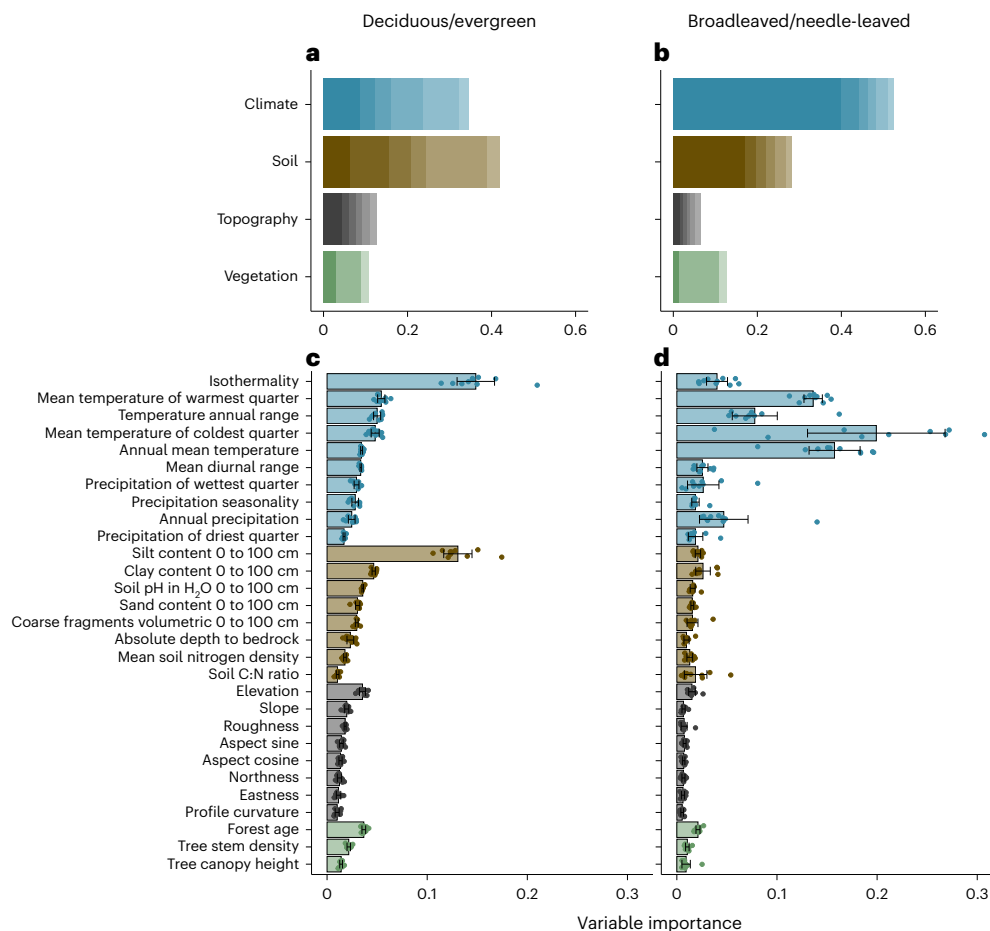 Deciduous/evergreen
Broadleaved/needle-leaved
a
b
Climate
Soil
Topography
Vegetation
0 0.2 0.4 0.6
0 0.2 0.4 0.6
c
d
Isothermality
Mean temperature of warmest quarter
Temperature annual range
Mean temperature of coldest quarter
Annual mean temperature
Mean diurnal range
Precipitation of wettest quarter
Precipitation seasonality
Annual precipitation
Precipitation of driest quarter
Silt content 0 to 100 cm
Clay content 0 to 100 cm
Soil pH in H₂O 0 to 100 cm
Sand content 0 to 100 cm
Coarse fragments volumetric 0 to 100 cm
Absolute depth to bedrock
Mean soil nitrogen density
Soil C:N ratio
Elevation
Slope
Roughness
Aspect sine
Aspect cosine
Northness
Eastness
Profile curvature
Forest age
Tree stem density
Tree canopy height
0 0.1 0.2 0.3
0 0.1 0.2 0.3
Variable importance